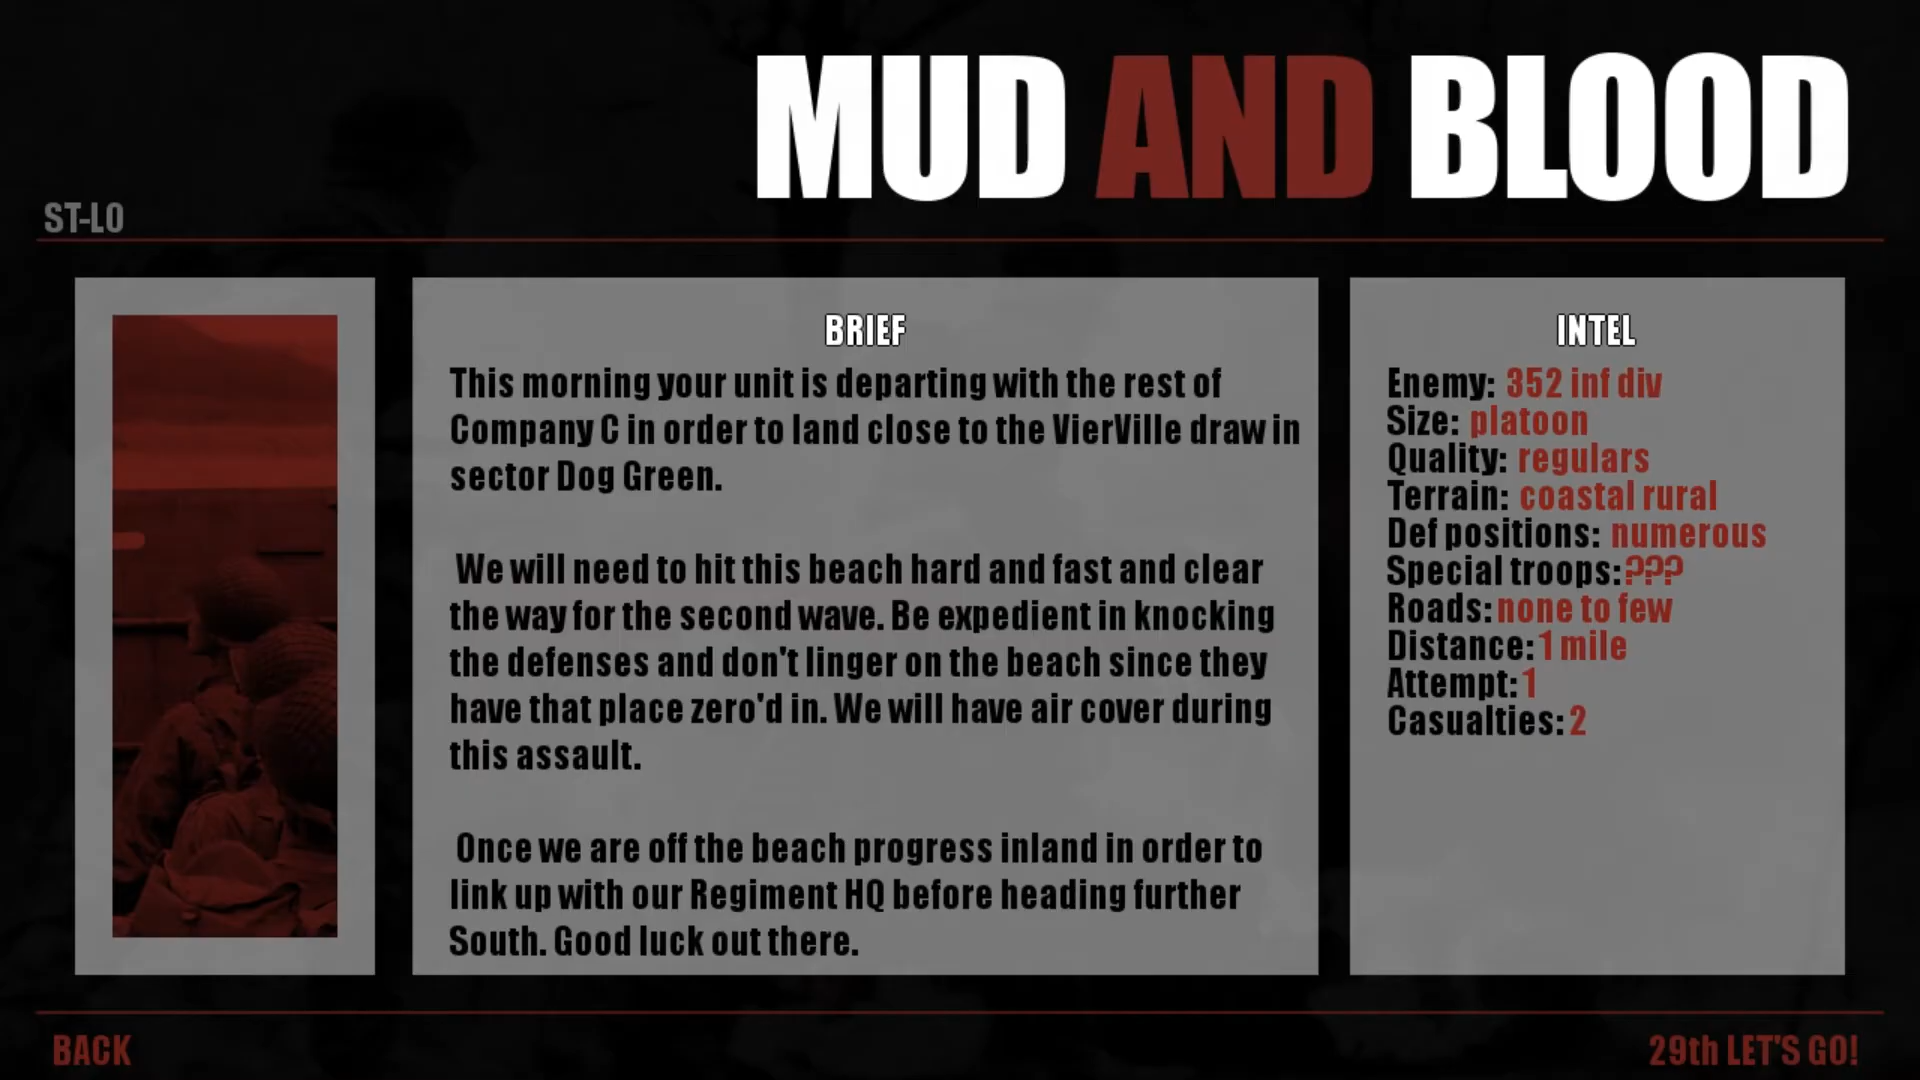 MUD AND BLOOD
ST-LO
BRIEF
This morning your unit is departing with the rest of
Company C in order to land close to the VierVille draw in
sector Dog Green.
We will need to hit this beach hard and fast and clear
the way for the second wave. Be expedient in knocking
the defenses and don't linger on the beach since they
have that place zero'd in. We will have air cover during
this assault.
Once we are off the beach progress inland in order to
link up with our Regiment HQ before heading further
South. Good luck out there.
INTEL
Enemy: 352 inf div
Size: platoon
Quality: regulars
Terrain: coastal rural
Def positions: numerous
Special troops:???
Roads: none to few
Distance: 1 mile
Attempt: 1
Casualties: 2
BACK
29th LET'S GO!